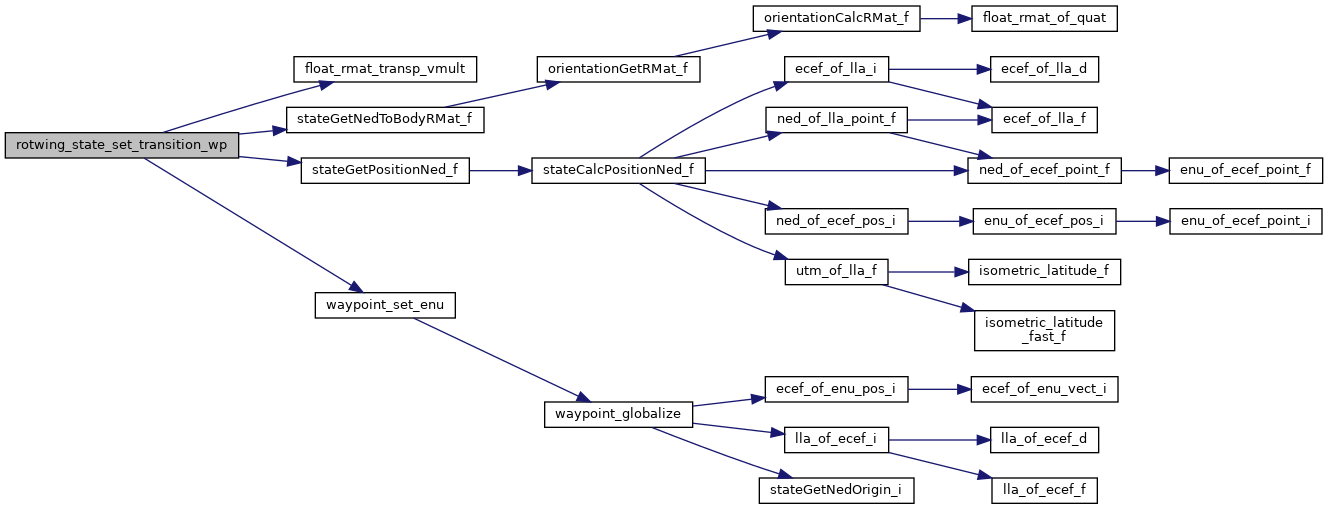 rotwing_state_set_transition_wp
float_rmat_transp_vmult
stateGetNedToBodyRMat_f
orientationGetRMat_f
orientationCalcRMat_f
float_rmat_of_quat
stateGetPositionNed_f
stateCalcPositionNed_f
ecef_of_lla_i
ecef_of_lla_d
ecef_of_lla_f
ned_of_lla_point_f
ned_of_ecef_point_f
enu_of_ecef_point_f
ned_of_ecef_pos_i
enu_of_ecef_pos_i
enu_of_ecef_point_i
utm_of_lla_f
isometric_latitude_f
isometric_latitude
_fast_f
waypoint_set_enu
waypoint_globalize
ecef_of_enu_pos_i
ecef_of_enu_vect_i
lla_of_ecef_i
lla_of_ecef_d
lla_of_ecef_f
stateGetNedOrigin_i